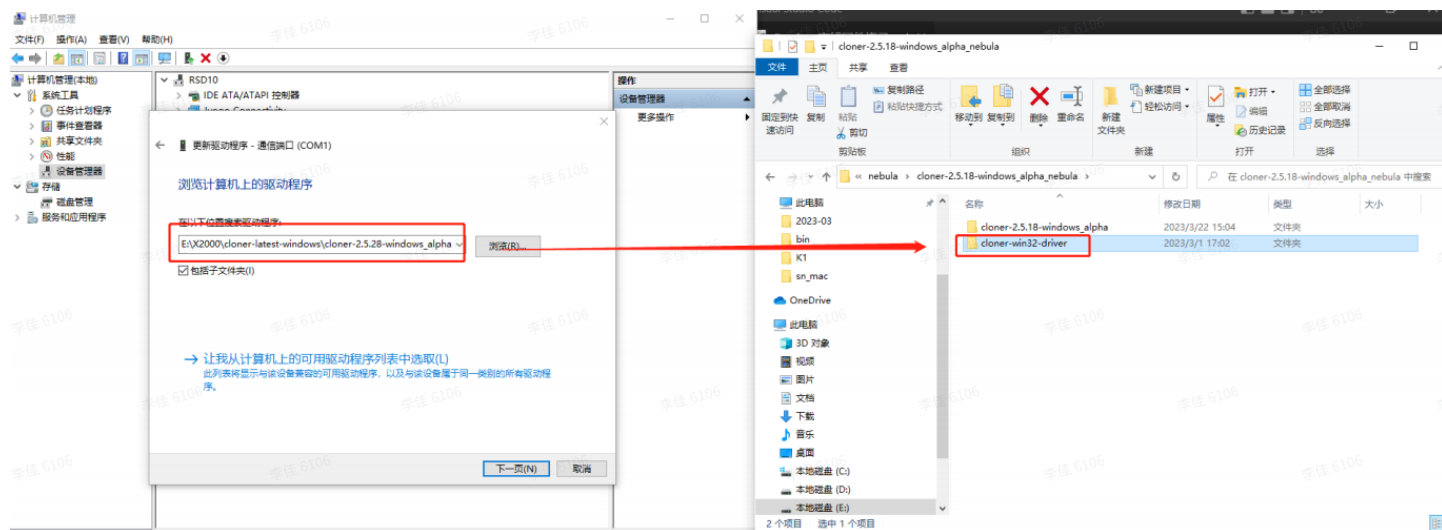 计算机管理
文件(F) 操作(A) 查看(V) 帮助(H)
计算机管理(本地)
系统工具
任务计划程序
事件查看器
共享文件夹
性能
设备管理器
存储
磁盘管理
服务和应用程序
RSD10
IDE ATA/ATAPI 控制器
操作
设备管理器
更多操作
更新驱动程序 - 通信端口 (COM1)
浏览计算机上的驱动程序
在以下位置搜索驱动程序:
E:\X2000\cloner-latest-windows\cloner-2.5.28-windows_alpha
浏览(R)...
包括子文件夹(I)
让我从计算机上的可用驱动程序列表中选取(L)
此列表将显示与该设备兼容的可用驱动程序，以及与该设备属于同一类别的所有驱动程
序。
下一页(N) 取消
cloner-2.5.18-windows_alpha_nebula
文件 主页 共享 查看
固定到快
速访问
复制
粘贴
复制路径
粘贴快捷方式
剪切
移动到 复制到 删除 重命名
新建
文件夹
新建项目
轻松访问
属性
打开
编辑
历史记录
全部选择
全部取消
反向选择
剪贴板 组织 新建 打开 选择
« nebula › cloner-2.5.18-windows_alpha_nebula ›
在 cloner-2.5.18-windows_alpha_nebula 中搜索
此电脑
2023-03
bin
K1
sn_mac
OneDrive
此电脑
3D 对象
视频
图片
文档
下载
音乐
桌面
本地磁盘 (C:)
本地磁盘 (D:)
本地磁盘 (E:)
名称 修改日期 类型 大小
cloner-2.5.18-windows_alpha 2023/3/22 15:04 文件夹
cloner-win32-driver 2023/3/1 17:02 文件夹
2 个项目 选中 1 个项目
李佳 6106